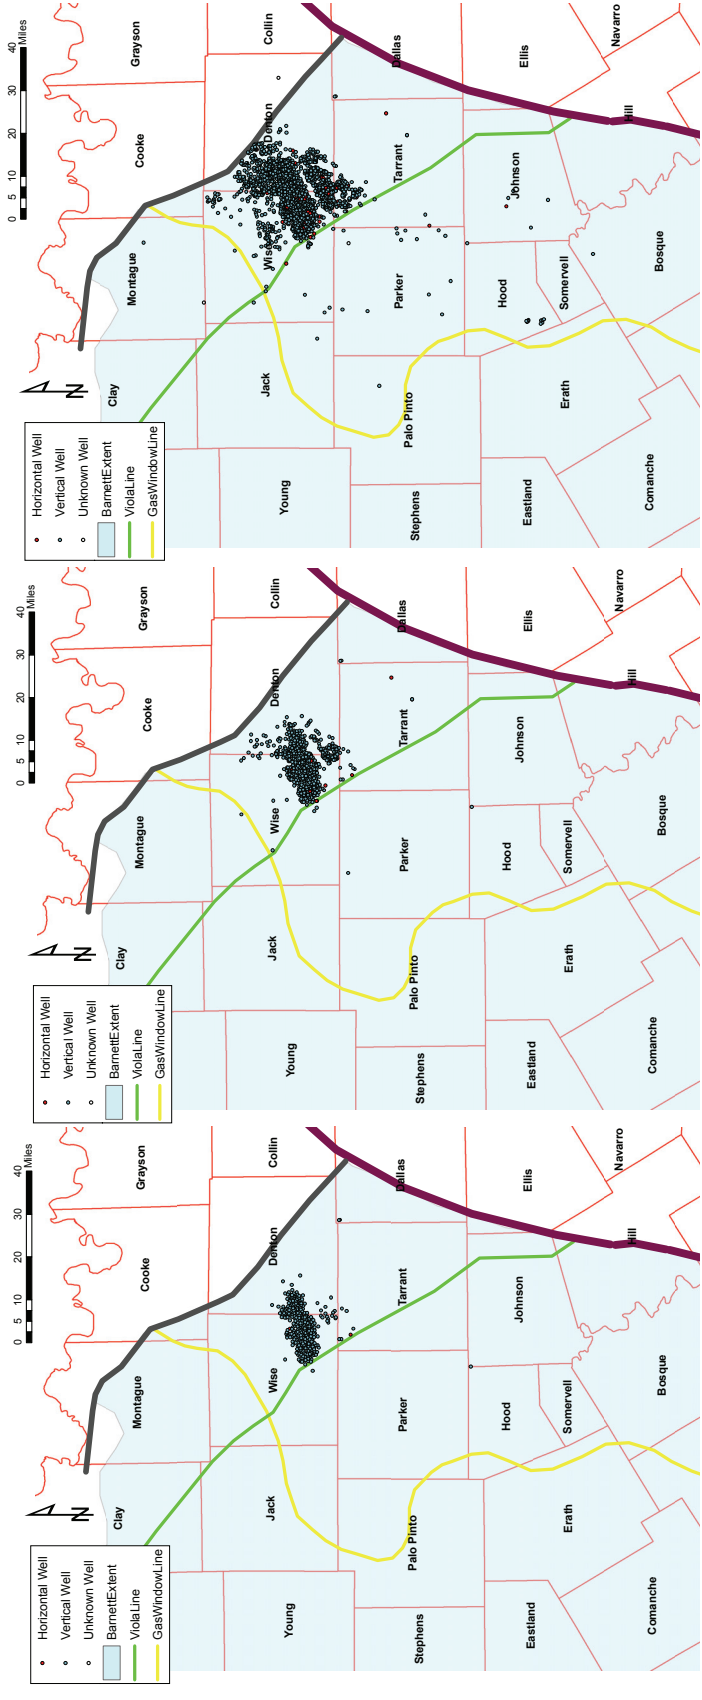 Horizontal Well
Vertical Well
Unknown Well
BarnettExtent
ViolaLine
GasWindowLine
N
0 5 10 20 30 40
Miles
Clay
Montague
Cooke
Grayson
Young
Jack
Wise
Denton
Collin
Stephens
Palo Pinto
Parker
Tarrant
Dallas
Eastland
Erath
Hood
Somervell
Johnson
Ellis
Comanche
Bosque
Hill
Navarro
Horizontal Well
Vertical Well
Unknown Well
BarnettExtent
ViolaLine
GasWindowLine
N
0 5 10 20 30 40
Miles
Clay
Montague
Cooke
Grayson
Young
Jack
Wise
Denton
Collin
Stephens
Palo Pinto
Parker
Tarrant
Dallas
Eastland
Erath
Hood
Somervell
Johnson
Ellis
Comanche
Bosque
Hill
Navarro
Horizontal Well
Vertical Well
Unknown Well
BarnettExtent
ViolaLine
GasWindowLine
N
0 5 10 20 30 40
Miles
Clay
Montague
Cooke
Grayson
Young
Jack
Wise
Denton
Collin
Stephens
Palo Pinto
Parker
Tarrant
Dallas
Eastland
Erath
Hood
Somervell
Johnson
Ellis
Comanche
Bosque
Hill
Navarro